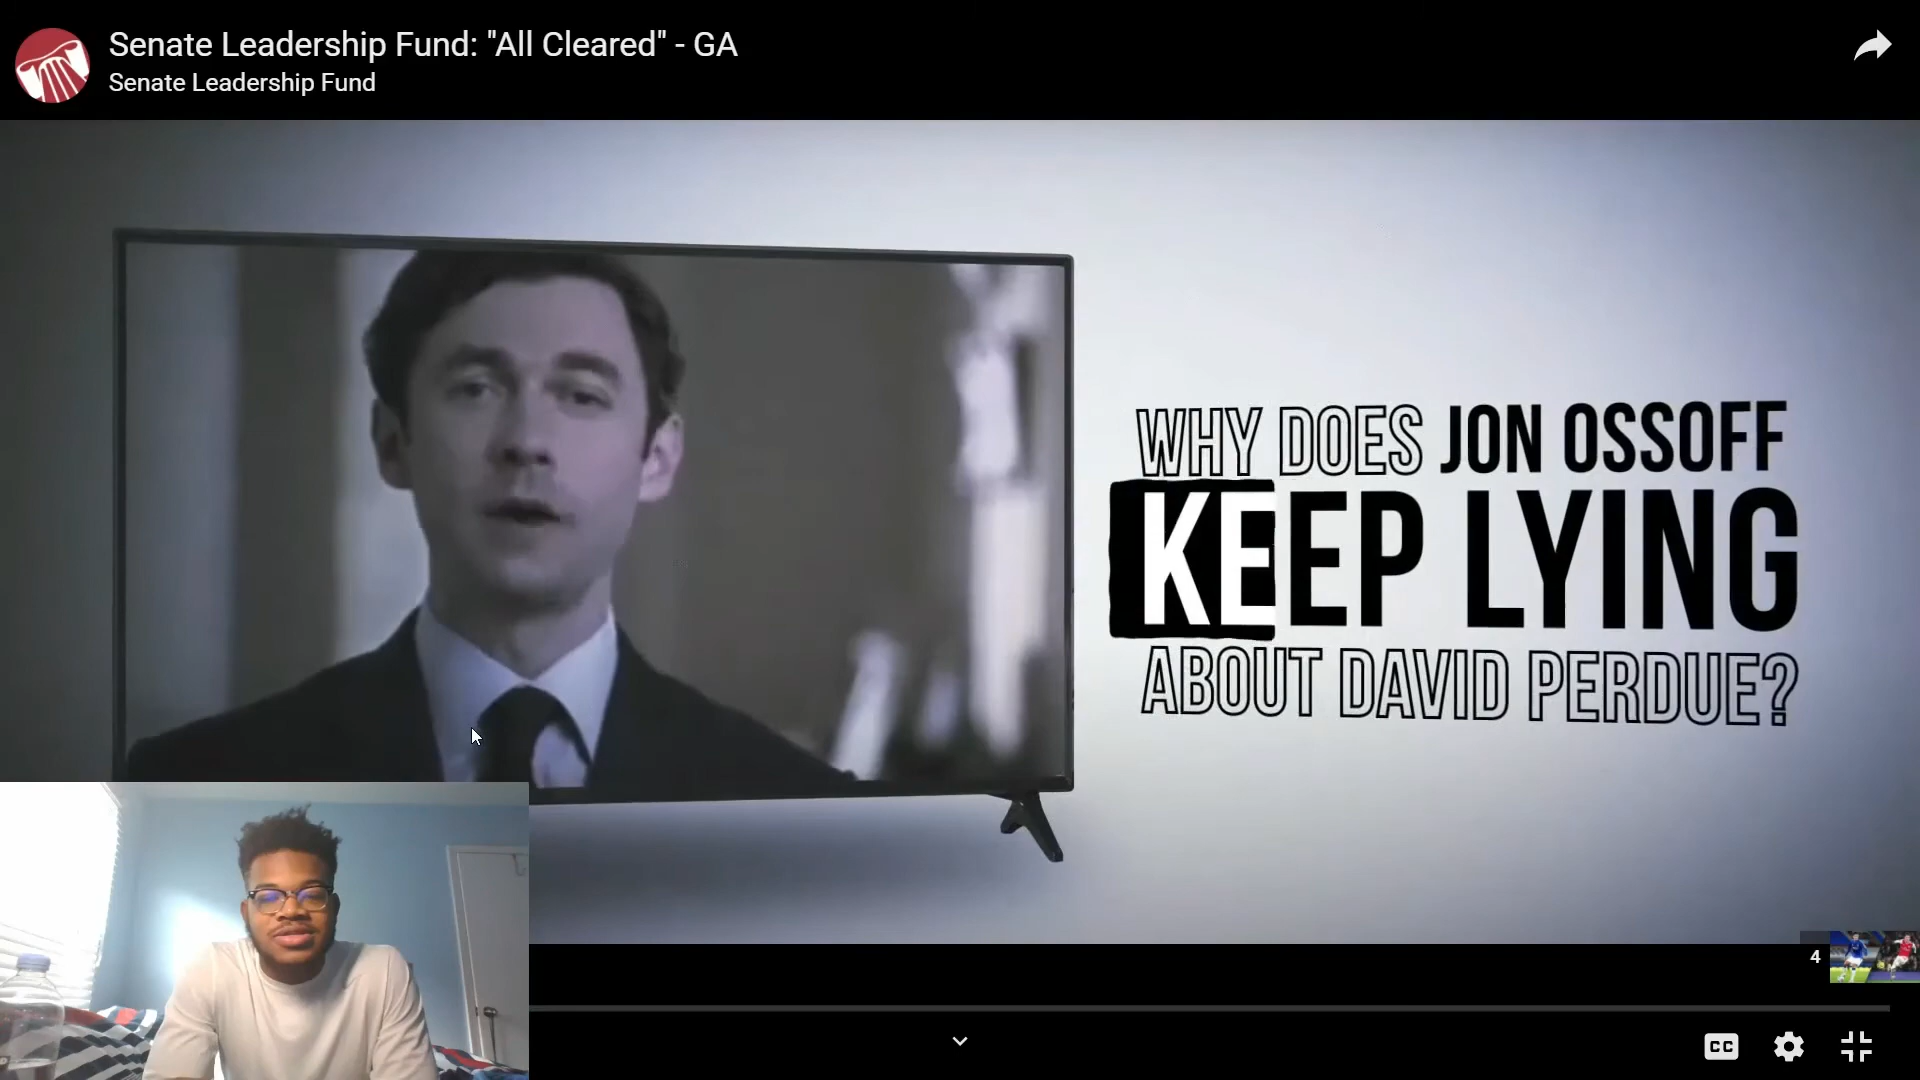 Senate Leadership Fund: "All Cleared" - GA
Senate Leadership Fund
WHY DOES JON OSSOFF
KEEP LYING
ABOUT DAVID PERDUE?
4
CC